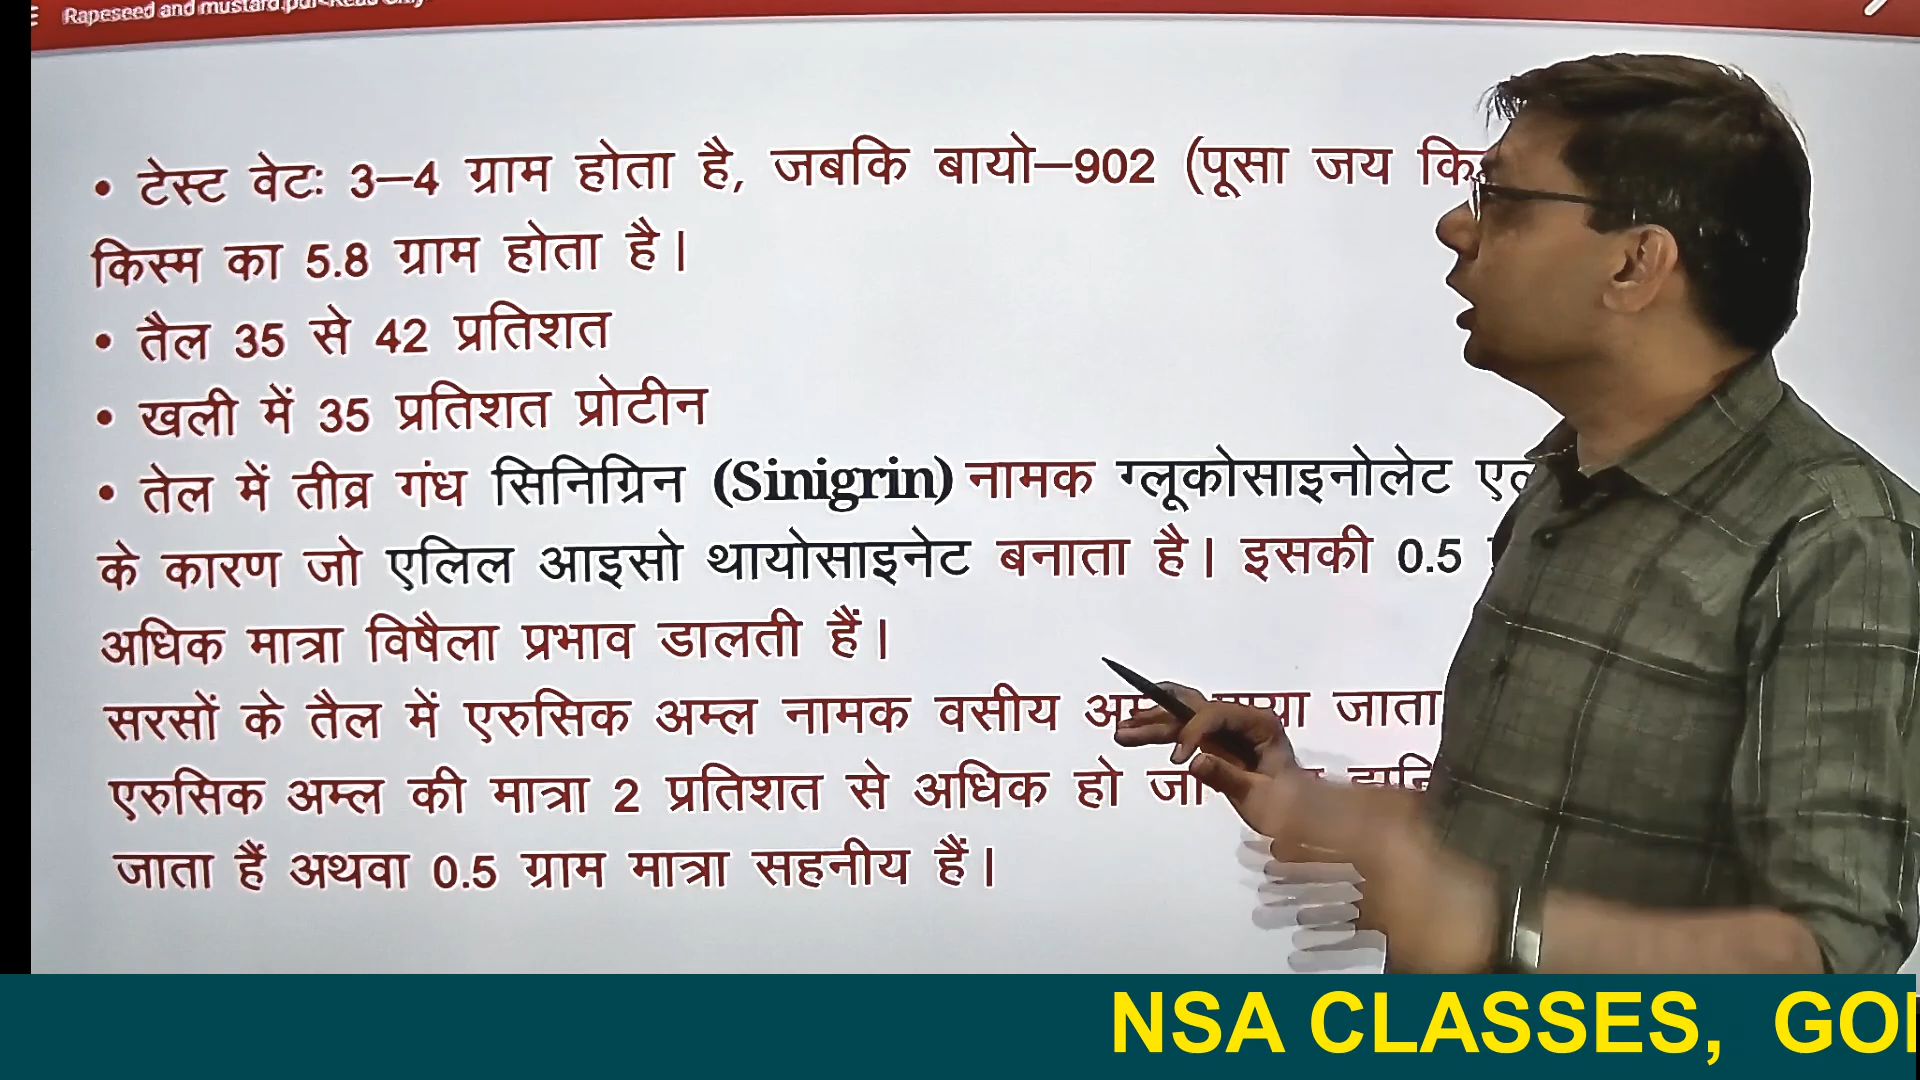 Rapeseed and mustard.pdf
• टेस्ट वेटः 3–4 ग्राम होता है, जबकि बायो–902 (पूसा जय
किस्म का 5.8 ग्राम होता है।
• तैल 35 से 42 प्रतिशत
• खली में 35 प्रतिशत प्रोटीन
• तेल में तीव्र गंध सिनिग्रिन (Sinigrin) नामक ग्लूकोसाइनोलेट
के कारण जो एलिल आइसो थायोसाइनेट बनाता है। इसकी 0.5
अधिक मात्रा विषैला प्रभाव डालती हैं।
सरसों के तैल में एरुसिक अम्ल नामक वसीय जाता
एरुसिक अम्ल की मात्रा 2 प्रतिशत से अधिक हो
जाता हैं अथवा 0.5 ग्राम मात्रा सहनीय हैं।
NSA CLASSES,